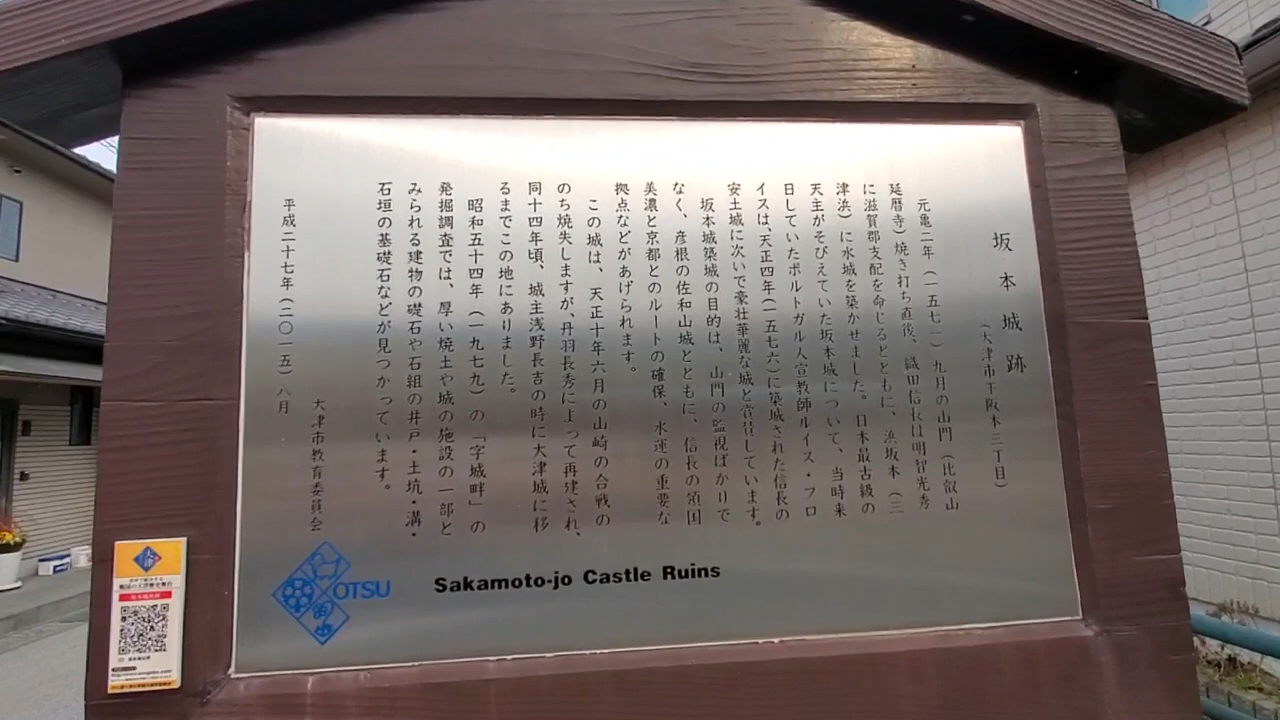 坂本城跡
(大津市下阪本三丁目)
元亀二年(一五七一)九月の山門(比叡山
延暦寺)焼き打ち直後、織田信長は明智光秀
に滋賀郡支配を命じるとともに、浜坂本(三
津浜)に水城を築かせました。日本最古級の
天主がそびえていた坂本城について、当時来
日していたポルトガル人宣教師ルイス・フロ
イスは、天正四年(一五七六)に築城された信長の
安土城に次いで豪壮華麗な城と賞賛しています。
坂本城築城の目的は、山門の監視ばかりで
なく、彦根の佐和山城とともに、信長の領国
美濃と京都とのルートの確保、水運の重要な
拠点などがあげられます。
この城は、天正十年六月の山崎の合戦の
のち焼失しますが、丹羽長秀によって再建され、
同十四年頃、城主浅野長吉の時に大津城に移
るまでこの地にありました。
昭和五十四年(一九七九)の「字城畔」の
発掘調査では、厚い焼土や城の施設の一部と
みられる建物の礎石や石組の井戸・土坑・溝・
石垣の基礎石などが見つかっています。
大津市教育委員会
平成二十七年(二〇一五)八月
OTSU
Sakamoto-jo Castle Ruins
大津